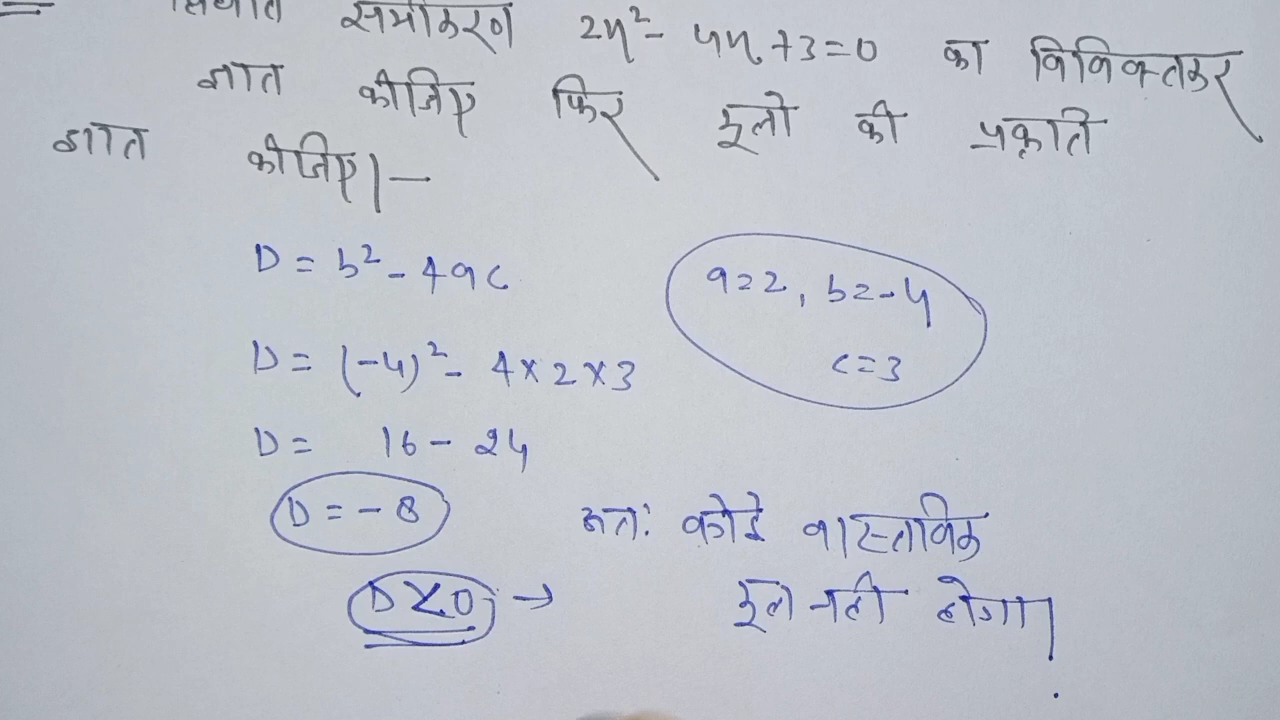 समीकरण 2x²- 4x+3=0 का विविक्तकर
ज्ञात कीजिए फिर मूलो की प्रकृति
ज्ञात कीजिए।-
D = b² - 4ac
a=2, b=-4
c=3
D= (-4)² - 4×2×3
D= 16 - 24
D = - 8
अतः कोई वास्तविक
D<0 →
मूल नही होगा।